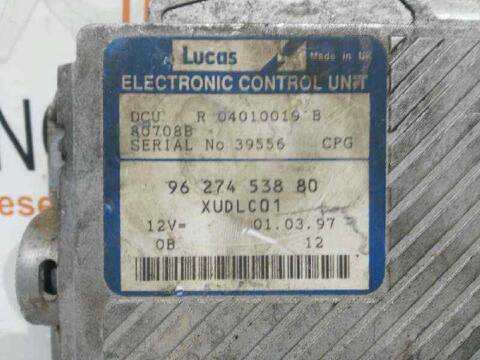 Lucas Made in UK
ELECTRONIC CONTROL UNIT
DCU R 04010019 B
80708B
SERIAL No 39556 CPG
96 274 538 80
XUDLC01
12V= 01.03.97
0B 12